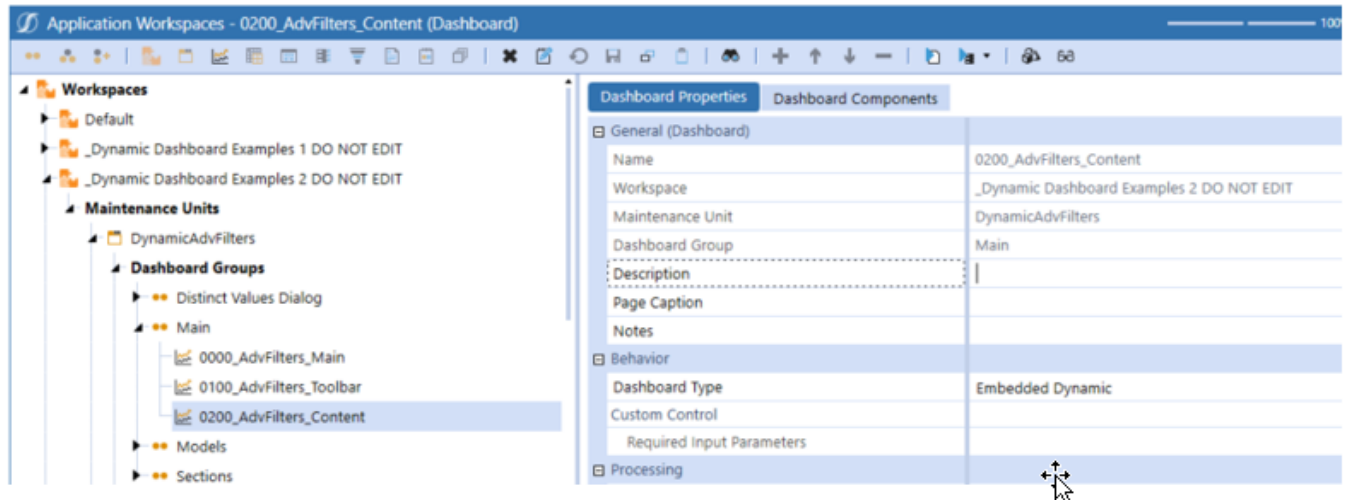 Application Workspaces - 0200_AdvFilters_Content (Dashboard)
100
Workspaces
Default
_Dynamic Dashboard Examples 1 DO NOT EDIT
_Dynamic Dashboard Examples 2 DO NOT EDIT
Maintenance Units
DynamicAdvFilters
Dashboard Groups
Distinct Values Dialog
Main
0000_AdvFilters_Main
0100_AdvFilters_Toolbar
0200_AdvFilters_Content
Models
Sections
Dashboard Properties Dashboard Components
General (Dashboard)
Name 0200_AdvFilters_Content
Workspace _Dynamic Dashboard Examples 2 DO NOT EDIT
Maintenance Unit DynamicAdvFilters
Dashboard Group Main
Description
Page Caption
Notes
Behavior
Dashboard Type Embedded Dynamic
Custom Control
Required Input Parameters
Processing